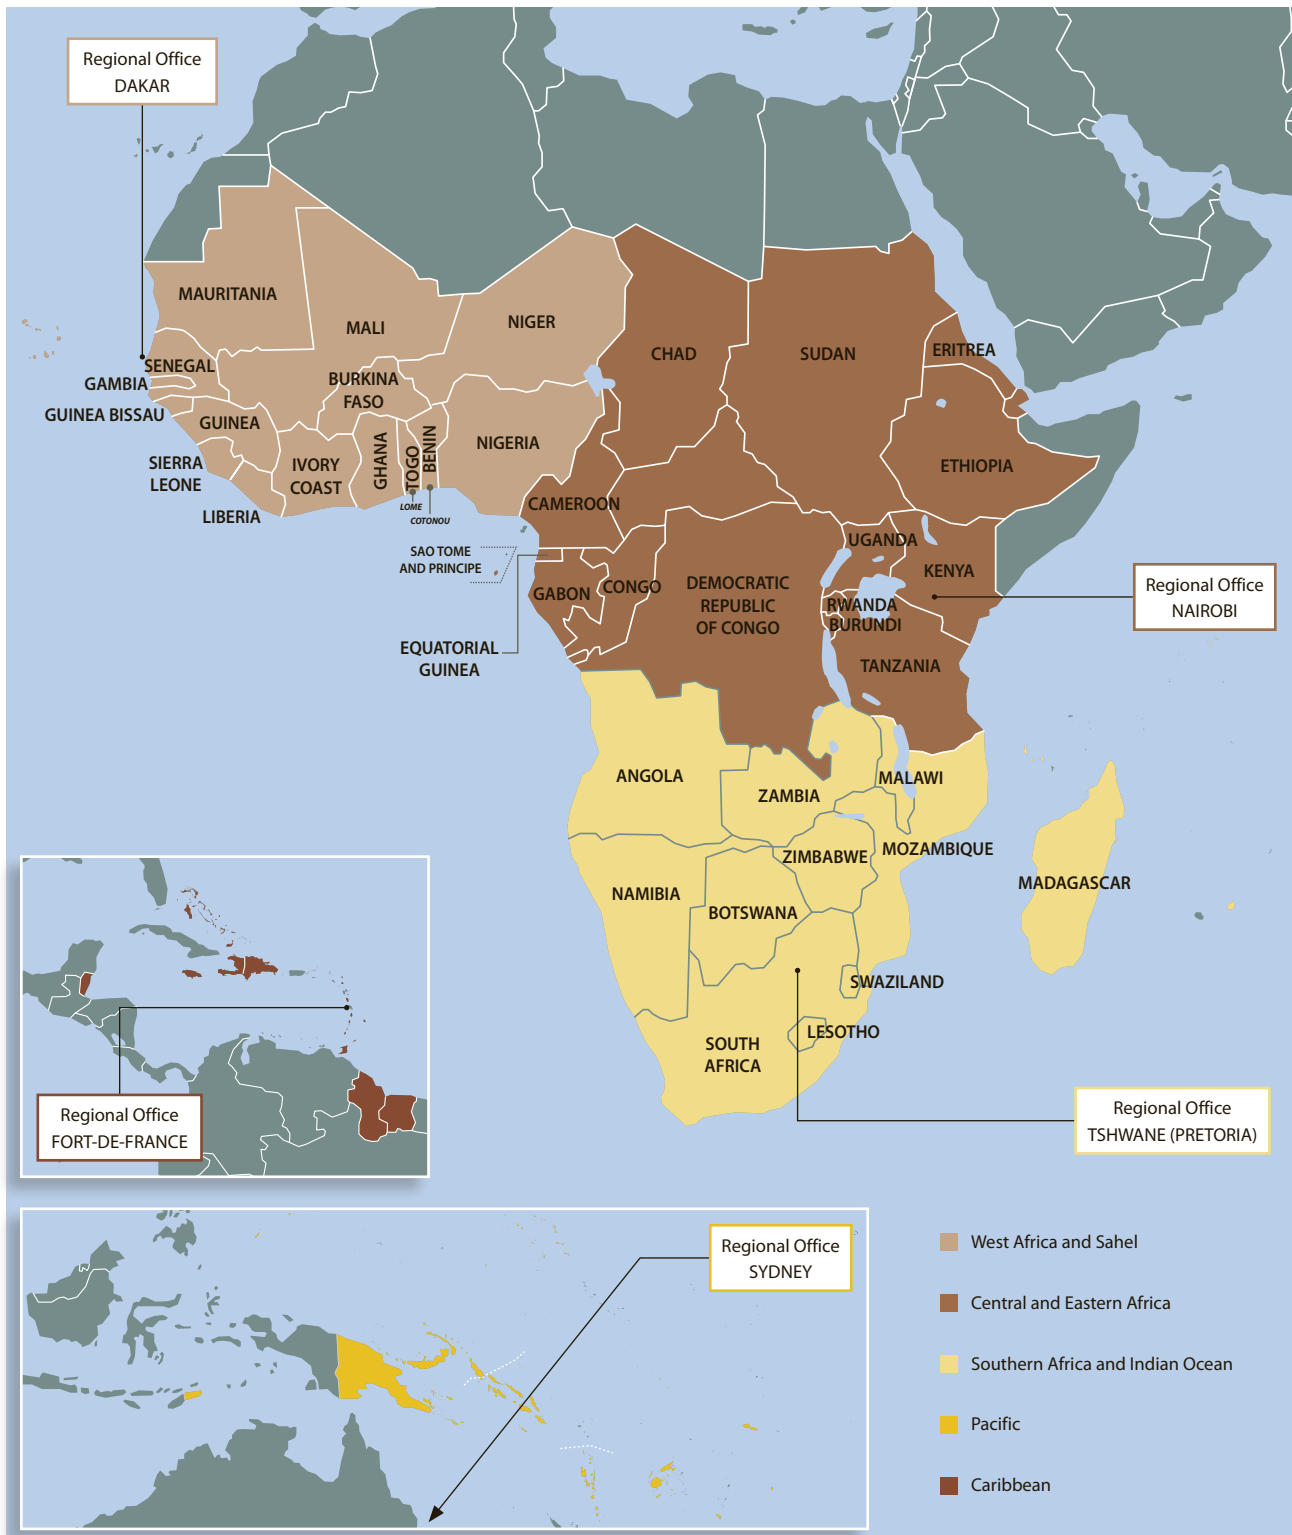 Regional Office
DAKAR
MAURITANIA
MALI
NIGER
CHAD
SUDAN
ERITREA
SENEGAL
GAMBIA
BURKINA
FASO
GUINEA BISSAU
GUINEA
SIERRA
LEONE
IVORY
COAST
GHANA
TOGO
BENIN
NIGERIA
LIBERIA
LOME
COTONOU
ETHIOPIA
CAMEROON
SAO TOME
AND PRINCIPE
GABON
CONGO
DEMOCRATIC
REPUBLIC
OF CONGO
UGANDA
KENYA
RWANDA
BURUNDI
EQUATORIAL
GUINEA
TANZANIA
Regional Office
NAIROBI
ANGOLA
ZAMBIA
MALAWI
ZIMBABWE
MOZAMBIQUE
NAMIBIA
BOTSWANA
MADAGASCAR
SWAZILAND
LESOTHO
SOUTH
AFRICA
Regional Office
FORT-DE-FRANCE
Regional Office
TSHWANE (PRETORIA)
Regional Office
SYDNEY
West Africa and Sahel
Central and Eastern Africa
Southern Africa and Indian Ocean
Pacific
Caribbean